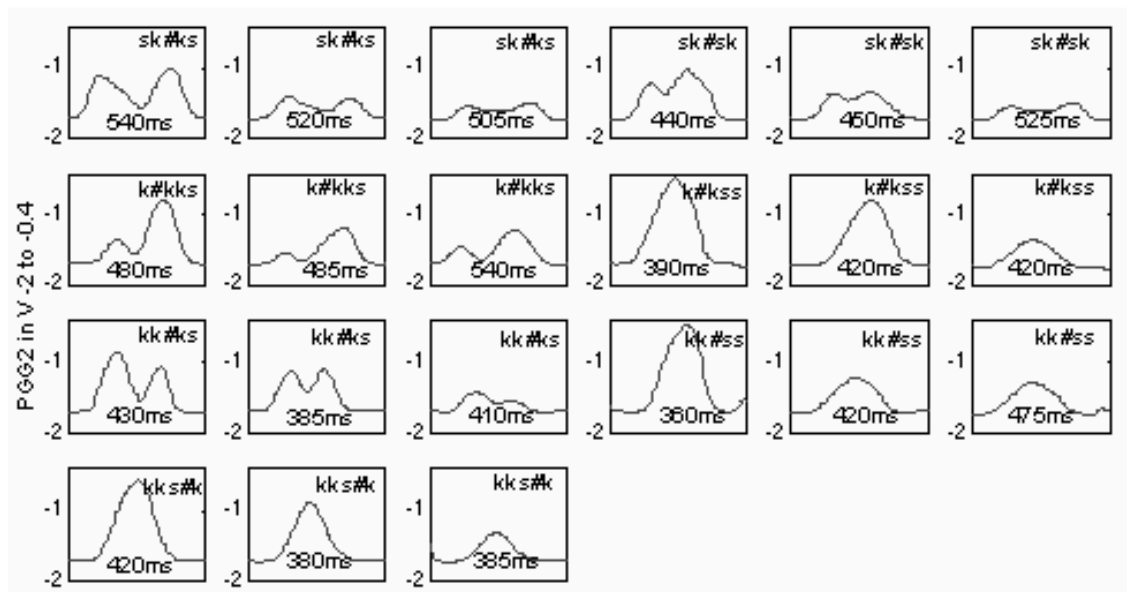 PGG2 in V -2 to -0.4
sk#ks sk#ks sk#ks sk#sk sk#sk sk#sk
-1 -1 -1 -1 -1 -1
540ms 520ms 505ms 440ms 460ms 525ms
-2 -2 -2 -2 -2 -2
k#kks k#kks k#kks k#kss k#kss k#kss
-1 -1 -1 -1 -1 -1
480ms 485ms 540ms 390ms 420ms 420ms
-2 -2 -2 -2 -2 -2
kk#ks kk#ks kk#ks kk#ss kk#ss kk#ss
-1 -1 -1 -1 -1 -1
430ms 385ms 410ms 360ms 420ms 475ms
-2 -2 -2 -2 -2 -2
kks#k kks#k kks#k
-1 -1 -1
420ms 380ms 385ms
-2 -2 -2